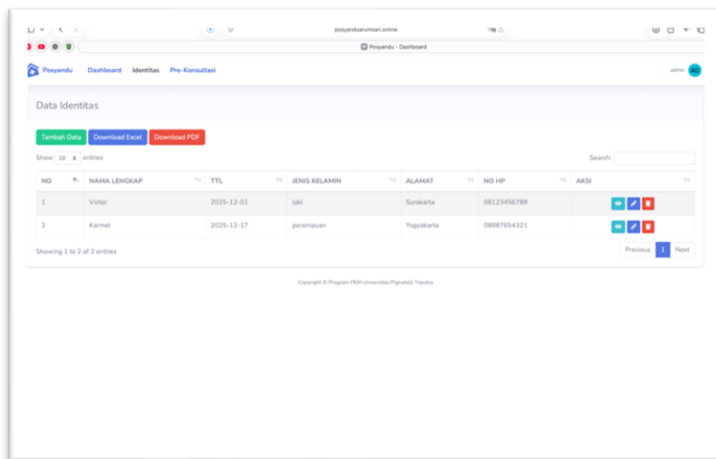 posyanduarumsari.online
Posyandu - Dashboard
Posyandu Dashboard Identitas Pre-Konsultasi admin AD
Data Identitas
Tambah Data Download Excel Download PDF
Show 10 entries Search:
NO NAMA LENGKAP TTL JENIS KELAMIN ALAMAT NO HP AKSI
1 Victor 2025-12-01 laki Surakarta 08123456789
2 Karmel 2025-12-17 perempuan Yogyakarta 08987654321
Showing 1 to 2 of 2 entries Previous 1 Next
Copyright © Program PKM Universitas Pignatelli Triputra